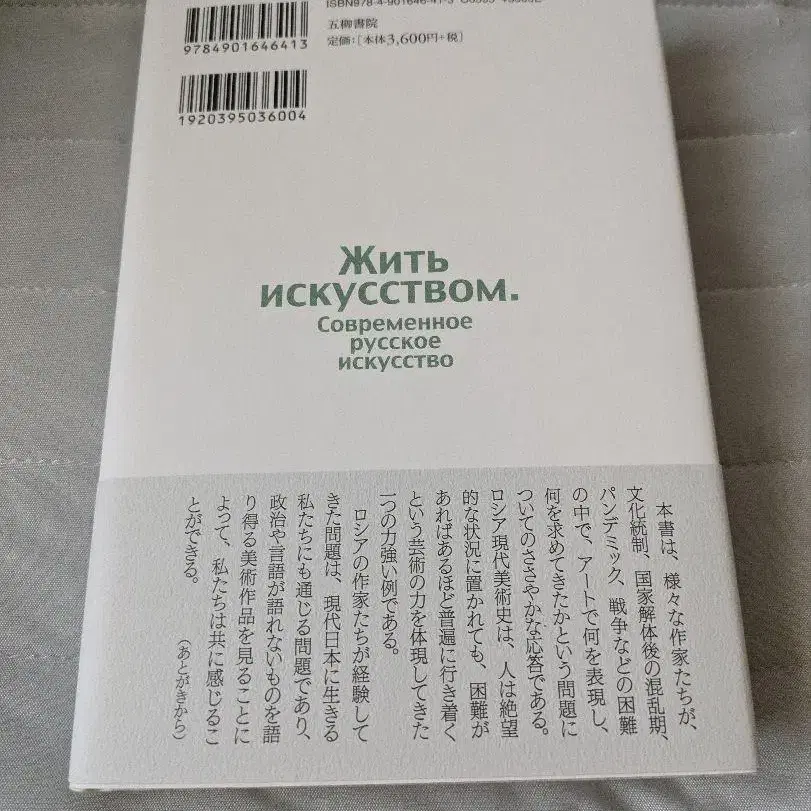 ISBN978-4-901646-41-3
9784901646413
五柳書院
定価:[本体3,600円+税]
1920395036004
Жить
искусством.
Современное
русское
искусство
本書は、様々な作家たちが、
文化統制、国家解体後の混乱期、
パンデミック、戦争などの困難
の中で、アートで何を表現し、
何を求めてきたかという問題に
ついてのささやかな応答である。
ロシア現代美術史は、人は絶望
的な状況に置かれても、困難が
あればあるほど普遍に行き着く
という芸術の力を体現してきた
一つの力強い例である。
ロシアの作家たちが経験して
きた問題は、現代日本に生きる
私たちにも通じる問題であり、
政治や言語が語れないものを語
り得る美術作品を見ることに
よって、私たちは共に感じるこ
とができる。
(あとがきから)